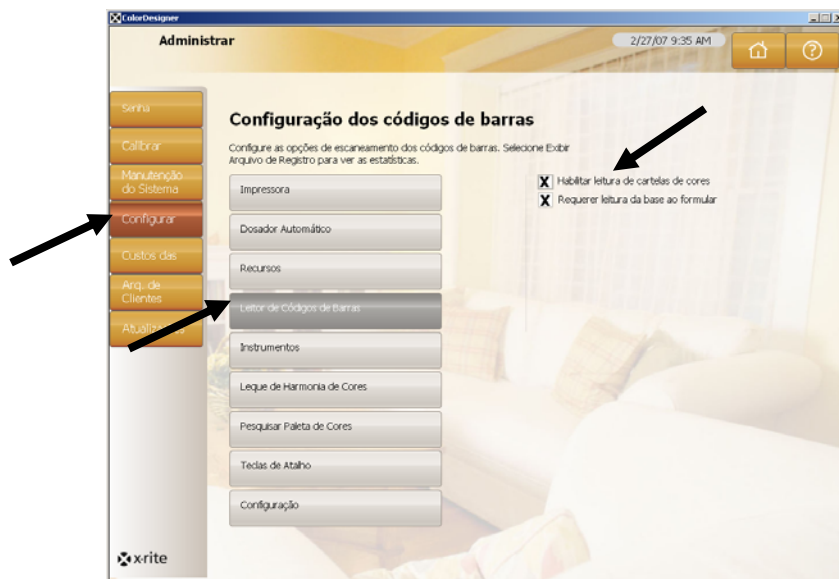 ColorDesigner
Administrar
2/27/07 9:35 AM
Senha
Calibrar
Manutenção
do Sistema
Configurar
Custos das
Arq. de
Clientes
Configuração dos códigos de barras
Configure as opções de escaneamento dos códigos de barras. Selecione Exibir
Arquivo de Registro para ver as estatísticas.
Impressora
Dosador Automático
Recursos
Leitor de Códigos de Barras
Instrumentos
Leque de Harmonia de Cores
Pesquisar Paleta de Cores
Teclas de Atalho
Configuração
X Habilitar leitura de cartelas de cores
X Requerer leitura da base ao formular
x·rite